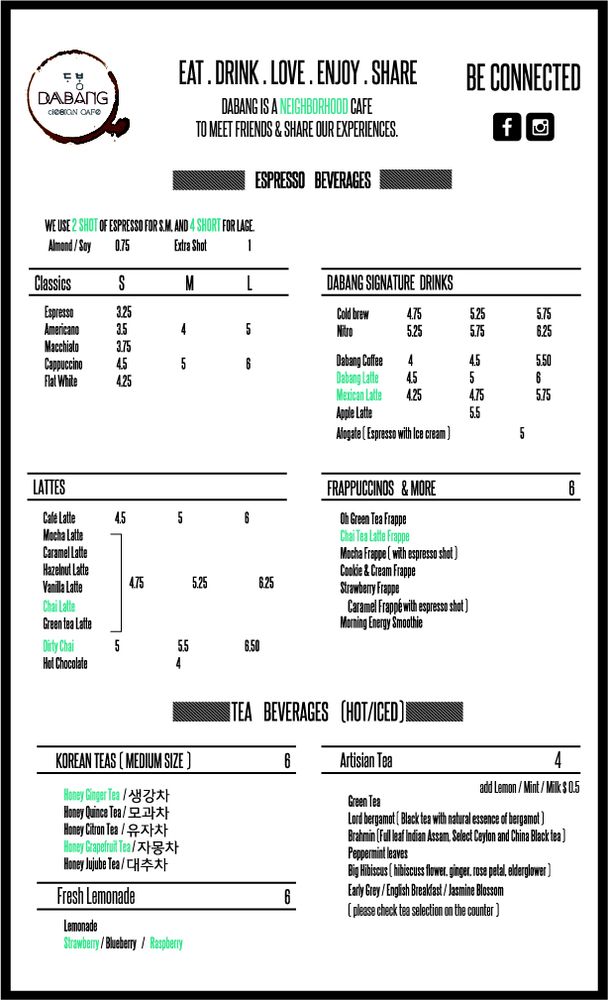 다방
DABANG
DESIGN CAFE
EAT . DRINK . LOVE . ENJOY . SHARE
DABANG IS A NEIGHBORHOOD CAFE
TO MEET FRIENDS & SHARE OUR EXPERIENCES.
BE CONNECTED
ESPRESSO BEVERAGES
WE USE 2 SHOT OF ESPRESSO FOR S.M. AND 4 SHORT FOR LAGE.
Almond / Soy 0.75 Extra Shot 1
Classics S M L
Espresso 3.25
Americano 3.5 4 5
Macchiato 3.75
Cappuccino 4.5 5 6
Flat White 4.25
DABANG SIGNATURE DRINKS
Cold brew 4.75 5.25 5.75
Nitro 5.25 5.75 6.25
Dabang Coffee 4 4.5 5.50
Dabang Latte 4.5 5 6
Mexican Latte 4.25 4.75 5.75
Apple Latte 5.5
Afogate ( Espresso with Ice cream ) 5
LATTES
Café Latte 4.5 5 6
Mocha Latte
Caramel Latte
Hazelnut Latte
Vanilla Latte 4.75 5.25 6.25
Chai Latte
Green tea Latte
Dirty Chai 5 5.5 6.50
Hot Chocolate 4
FRAPPUCCINOS & MORE 6
Oh Green Tea Frappe
Chai Tea Latte Frappe
Mocha Frappe ( with espresso shot )
Cookie & Cream Frappe
Strawberry Frappe
Caramel Frappé with espresso shot )
Morning Energy Smoothie
TEA BEVERAGES (HOT/ICED)
KOREAN TEAS ( MEDIUM SIZE ) 6
Honey Ginger Tea / 생강차
Honey Quince Tea / 모과차
Honey Citron Tea / 유자차
Honey Grapefruit Tea / 자몽차
Honey Jujube Tea / 대추차
Fresh Lemonade 6
Lemonade
Strawberry / Blueberry / Raspberry
Artisian Tea 4
add Lemon / Mint / Milk $ 0.5
Green Tea
Lord bergamot ( Black tea with natural essence of bergamot )
Brahmin (Full leaf Indian Assam, Select Ceylon and China Black tea )
Peppermint leaves
Big Hibiscus ( hibiscuss flower, ginger, rose petal, elderglower )
Early Grey / English Breakfast / Jasmine Blossom
( please check tea selection on the counter )